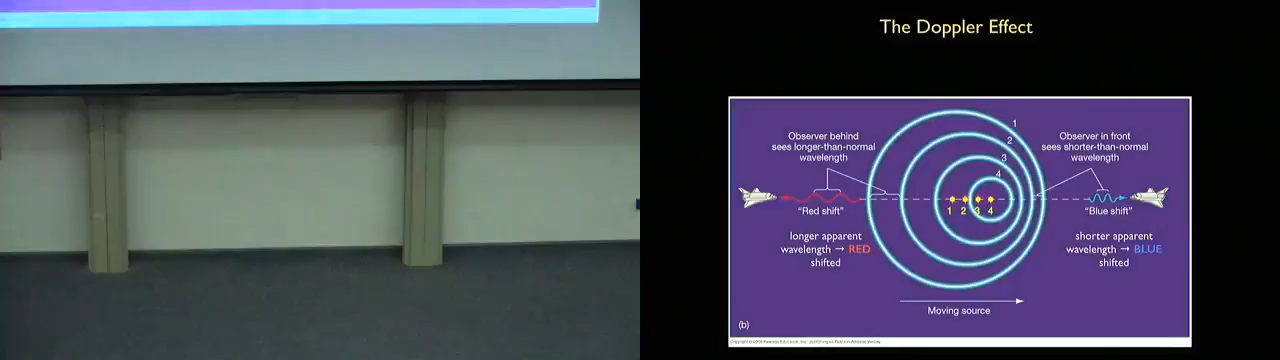 The Doppler Effect
Observer behind
sees longer-than-normal
wavelength
Observer in front
sees shorter-than-normal
wavelength
1
2
3
4
"Red shift"
1 2 3 4
"Blue shift"
longer apparent
wavelength → RED
shifted
shorter apparent
wavelength → BLUE
shifted
Moving source
(b)